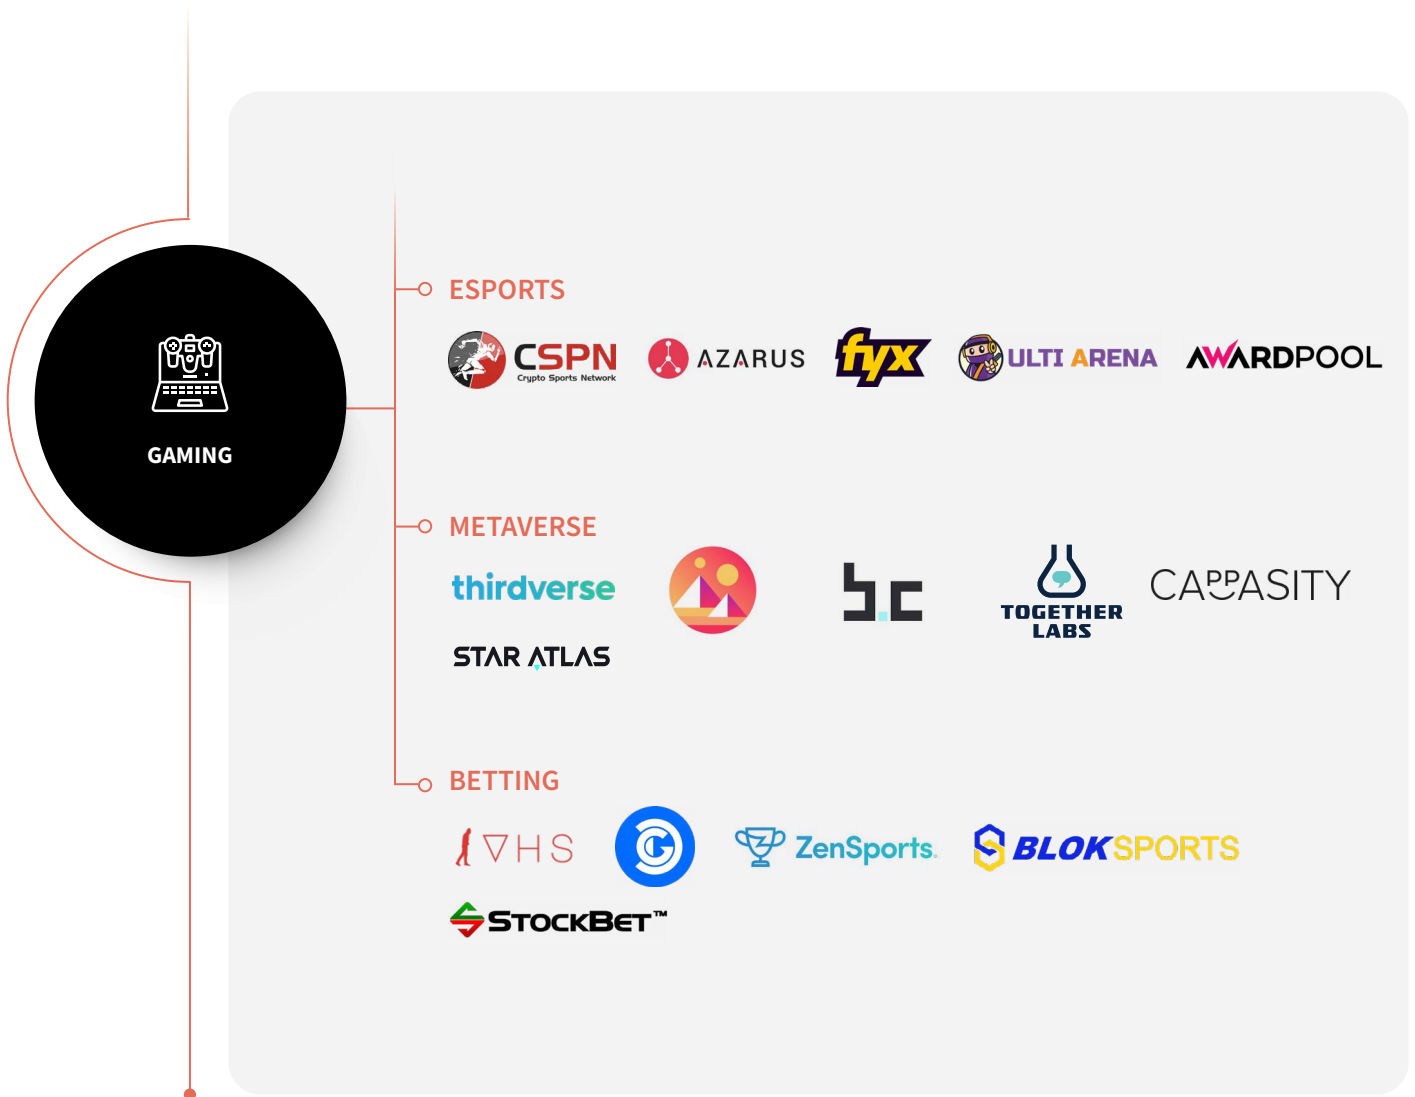 GAMING
ESPORTS
CSPN
Crypto Sports Network
AZARUS
fyx
ULTI ARENA
AWARDPOOL
METAVERSE
thirdverse
b.c
TOGETHER
LABS
CAPPASITY
STAR ATLAS
BETTING
VHS
ZenSports.
BLOKSPORTS
STOCKBET™